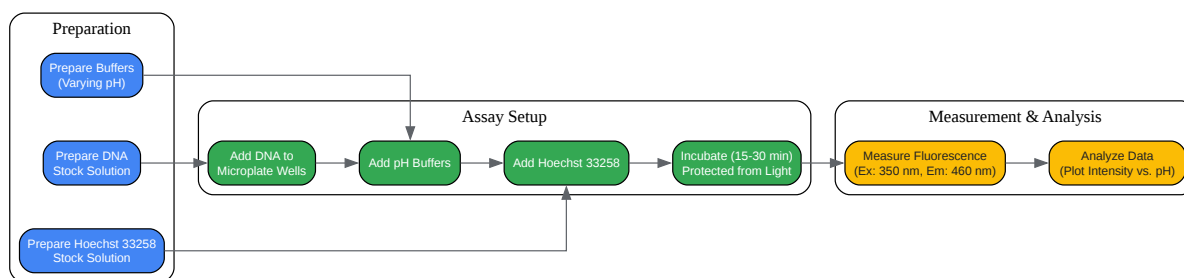 Preparation
Prepare Buffers
(Varying pH)
Prepare DNA
Stock Solution
Prepare Hoechst 33258
Stock Solution
Assay Setup
Add DNA to
Microplate Wells
Add pH Buffers
Add Hoechst 33258
Incubate (15-30 min)
Protected from Light
Measurement & Analysis
Measure Fluorescence
(Ex: 350 nm, Em: 460 nm)
Analyze Data
(Plot Intensity vs. pH)